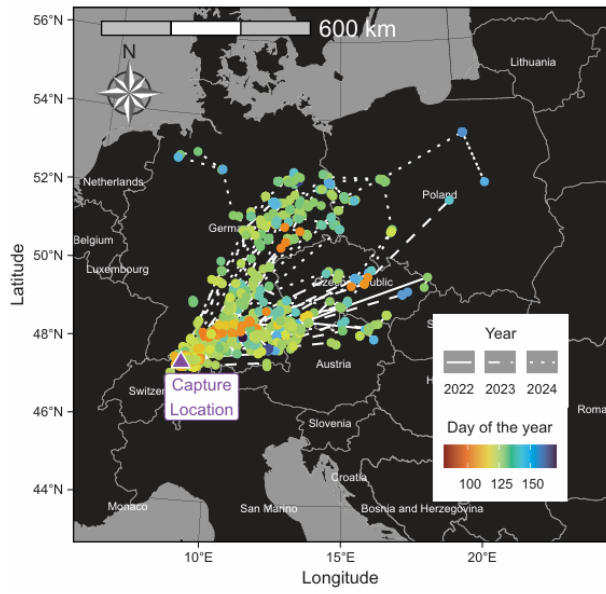 56°N
54°N
52°N
50°N
48°N
46°N
44°N
Latitude
600 km
N
Lithuania
Netherlands
Poland
Germ
Belgium
Luxembourg
Czech Republic
S
Austria
Switze
Capture
Location
H
Slovenia
Roma
Croatia
Monaco
San Marino
Bosnia and Herzegovina
Year
2022
2023
2024
Day of the year
100
125
150
10°E
15°E
20°E
Longitude